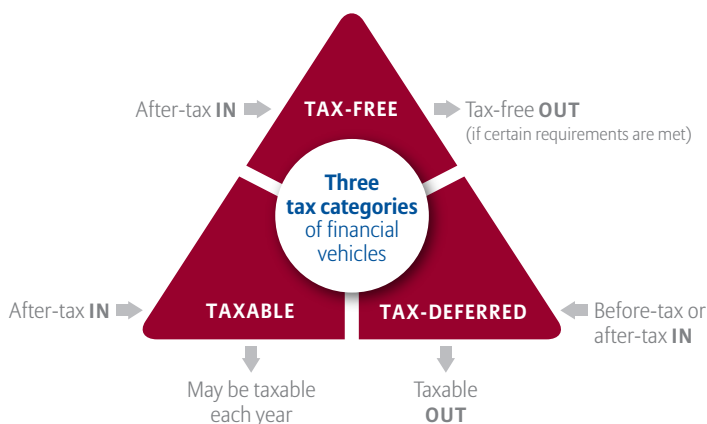 After-tax IN
TAX-FREE
Tax-free OUT
(if certain requirements are met)
Three
tax categories
of financial
vehicles
After-tax IN
TAXABLE
TAX-DEFERRED
Before-tax or
after-tax IN
May be taxable
each year
Taxable
OUT